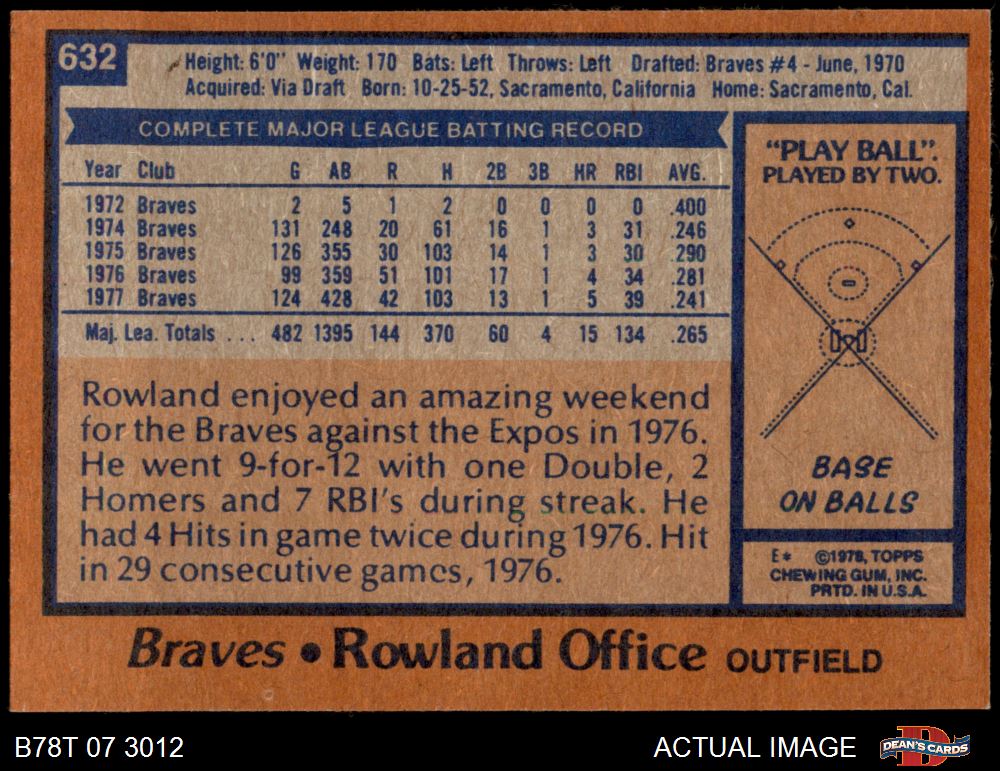 632
Height: 6'0" Weight: 170 Bats: Left Throws: Left Drafted: Braves #4 - June, 1970
Acquired: Via Draft Born: 10-25-52, Sacramento, California Home: Sacramento, Cal.
COMPLETE MAJOR LEAGUE BATTING RECORD
Year Club G AB R H 2B 3B HR RBI AVG.
1972 Braves 2 5 1 2 0 0 0 0 .400
1974 Braves 131 248 20 61 16 1 3 31 .246
1975 Braves 126 355 30 103 14 1 3 30 .290
1976 Braves 99 359 51 101 17 1 4 34 .281
1977 Braves 124 428 42 103 13 1 5 39 .241
Maj. Lea. Totals ... 482 1395 144 370 60 4 15 134 .265
Rowland enjoyed an amazing weekend
for the Braves against the Expos in 1976.
He went 9-for-12 with one Double, 2
Homers and 7 RBI's during streak. He
had 4 Hits in game twice during 1976. Hit
in 29 consecutive games, 1976.
"PLAY BALL".
PLAYED BY TWO.
BASE
ON BALLS
E* ©1978, TOPPS
CHEWING GUM, INC.
PRTD. IN U.S.A.
Braves • Rowland Office OUTFIELD
B78T 07 3012
ACTUAL IMAGE
D
DEAN'S CARDS